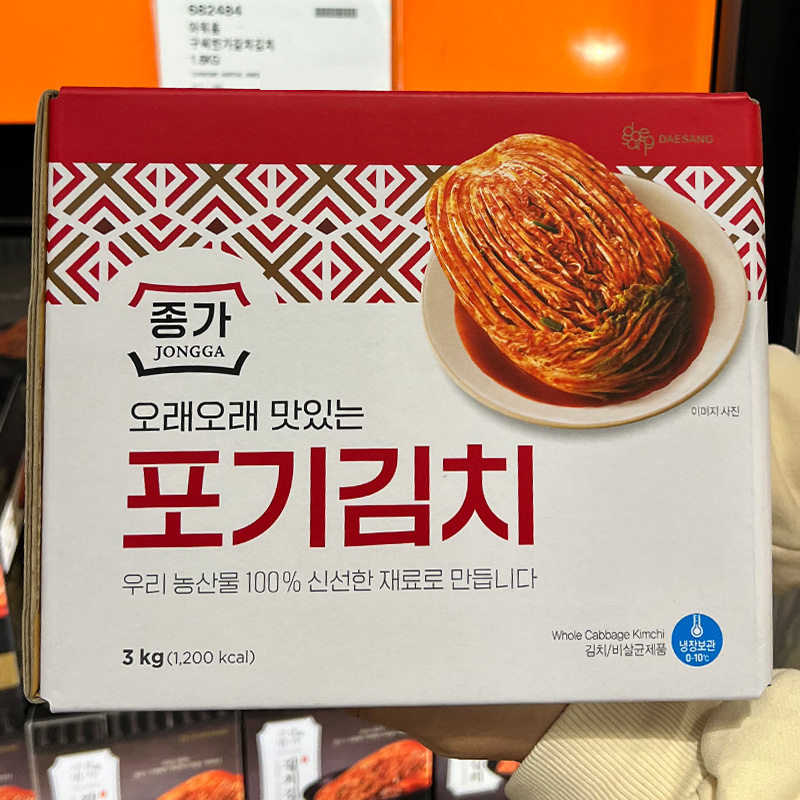 682484
1.8KG
DAESANG
종가
JONGGA
이미지 사진
오래오래 맛있는
포기김치
우리 농산물 100% 신선한 재료로 만듭니다
3 kg (1,200 kcal)
Whole Cabbage Kimchi
김치/비살균제품
냉장보관
0-10℃